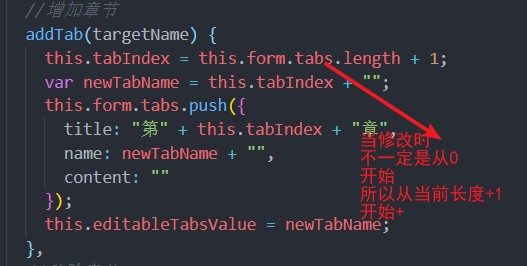 //增加章节
addTab(targetName) {
this.tabIndex = this.form.tabs.length + 1;
var newTabName = this.tabIndex + "";
this.form.tabs.push({
title: "第" + this.tabIndex + "章",
name: newTabName + "",
content: ""
});
this.editableTabsValue = newTabName;
},
当修改时
不一定是从0
开始
所以从当前长度+1
开始+